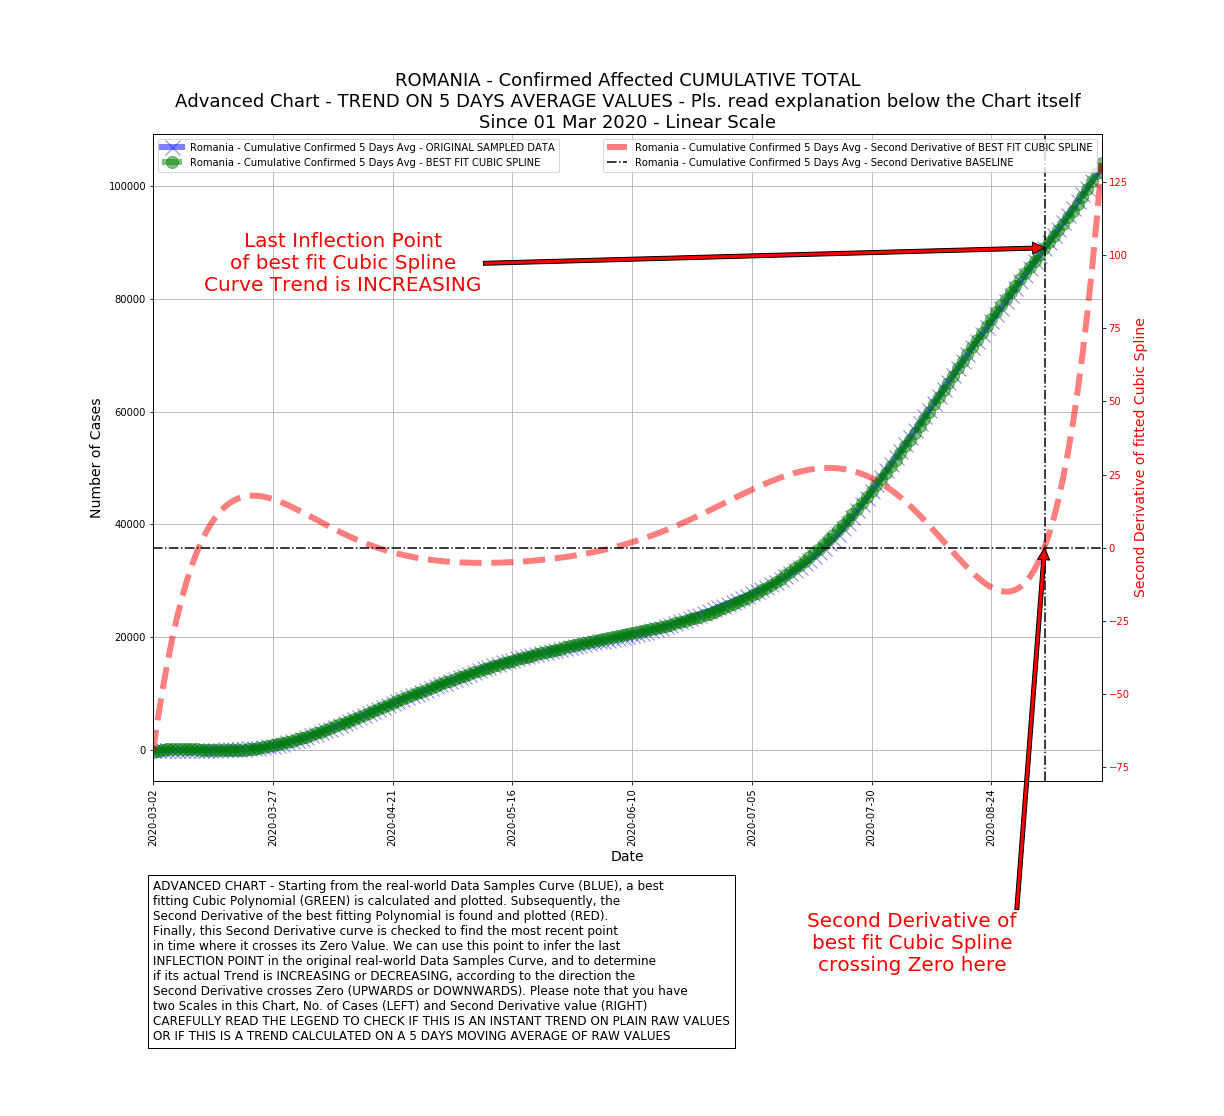 ROMANIA - Confirmed Affected CUMULATIVE TOTAL
Advanced Chart - TREND ON 5 DAYS AVERAGE VALUES - Pls. read explanation below the Chart itself
Since 01 Mar 2020 - Linear Scale
Romania - Cumulative Confirmed 5 Days Avg - ORIGINAL SAMPLED DATA
Romania - Cumulative Confirmed 5 Days Avg - BEST FIT CUBIC SPLINE
Romania - Cumulative Confirmed 5 Days Avg - Second Derivative of BEST FIT CUBIC SPLINE
Romania - Cumulative Confirmed 5 Days Avg - Second Derivative BASELINE
Last Inflection Point
of best fit Cubic Spline
Curve Trend is INCREASING
Number of Cases
100000
80000
60000
40000
20000
0
125
100
75
50
25
0
−25
−50
−75
Second Derivative of fitted Cubic Spline
2020-03-02
2020-03-27
2020-04-21
2020-05-16
2020-06-10
2020-07-05
2020-07-30
2020-08-24
Date
ADVANCED CHART - Starting from the real-world Data Samples Curve (BLUE), a best
fitting Cubic Polynomial (GREEN) is calculated and plotted. Subsequently, the
Second Derivative of the best fitting Polynomial is found and plotted (RED).
Finally, this Second Derivative curve is checked to find the most recent point
in time where it crosses its Zero Value. We can use this point to infer the last
INFLECTION POINT in the original real-world Data Samples Curve, and to determine
if its actual Trend is INCREASING or DECREASING, according to the direction the
Second Derivative crosses Zero (UPWARDS or DOWNWARDS). Please note that you have
two Scales in this Chart, No. of Cases (LEFT) and Second Derivative value (RIGHT)
CAREFULLY READ THE LEGEND TO CHECK IF THIS IS AN INSTANT TREND ON PLAIN RAW VALUES
OR IF THIS IS A TREND CALCULATED ON A 5 DAYS MOVING AVERAGE OF RAW VALUES
Second Derivative of
best fit Cubic Spline
crossing Zero here